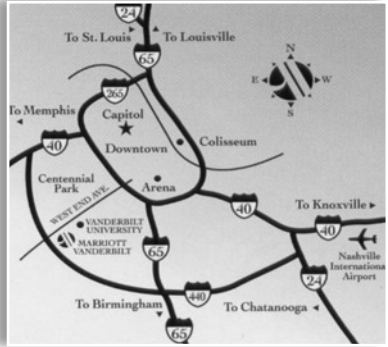 24
To St. Louis
To Louisville
65
N
E
W
S
265
To Memphis
Capitol
40
Coliseum
Downtown
Centennial
Park
Arena
WEST END AVE.
40
To Knoxville
VANDERBILT
UNIVERSITY
40
MARRIOTT
VANDERBILT
65
Nashville
International
Airport
440
24
To Birmingham
To Chatanooga
65